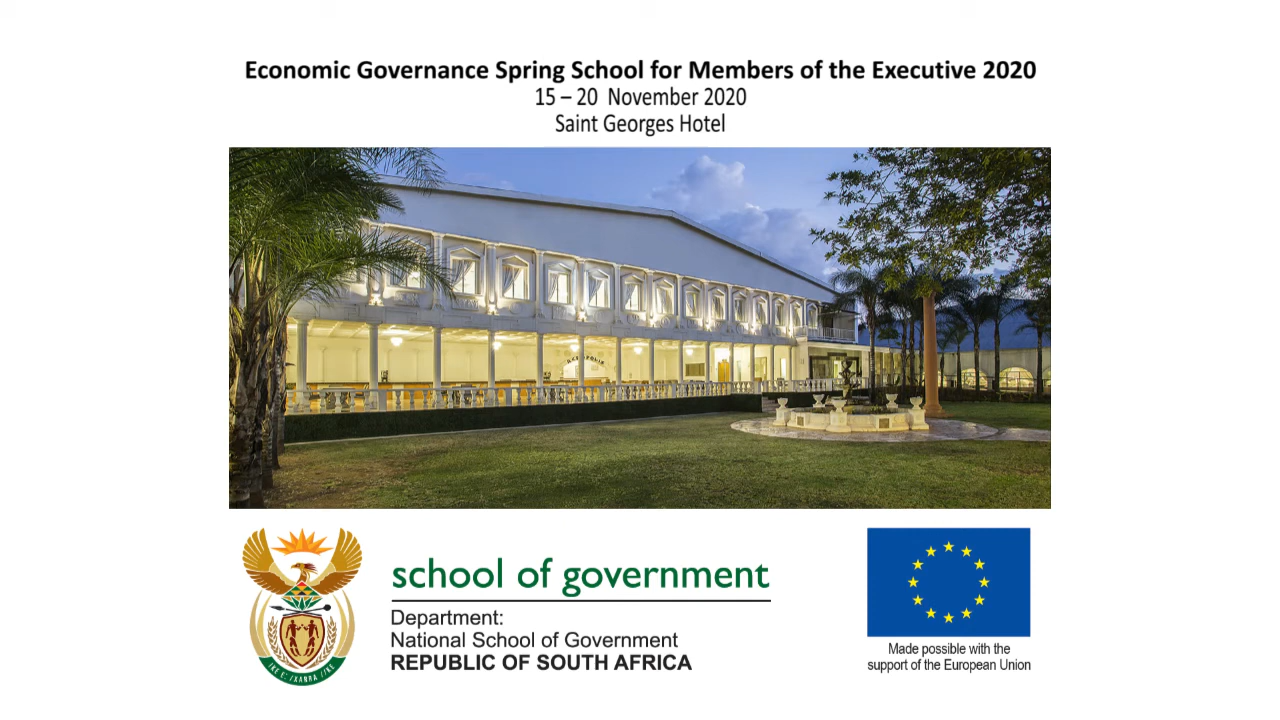 Economic Governance Spring School for Members of the Executive 2020
15 – 20 November 2020
Saint Georges Hotel
school of government
Department:
National School of Government
REPUBLIC OF SOUTH AFRICA
Made possible with the
support of the European Union